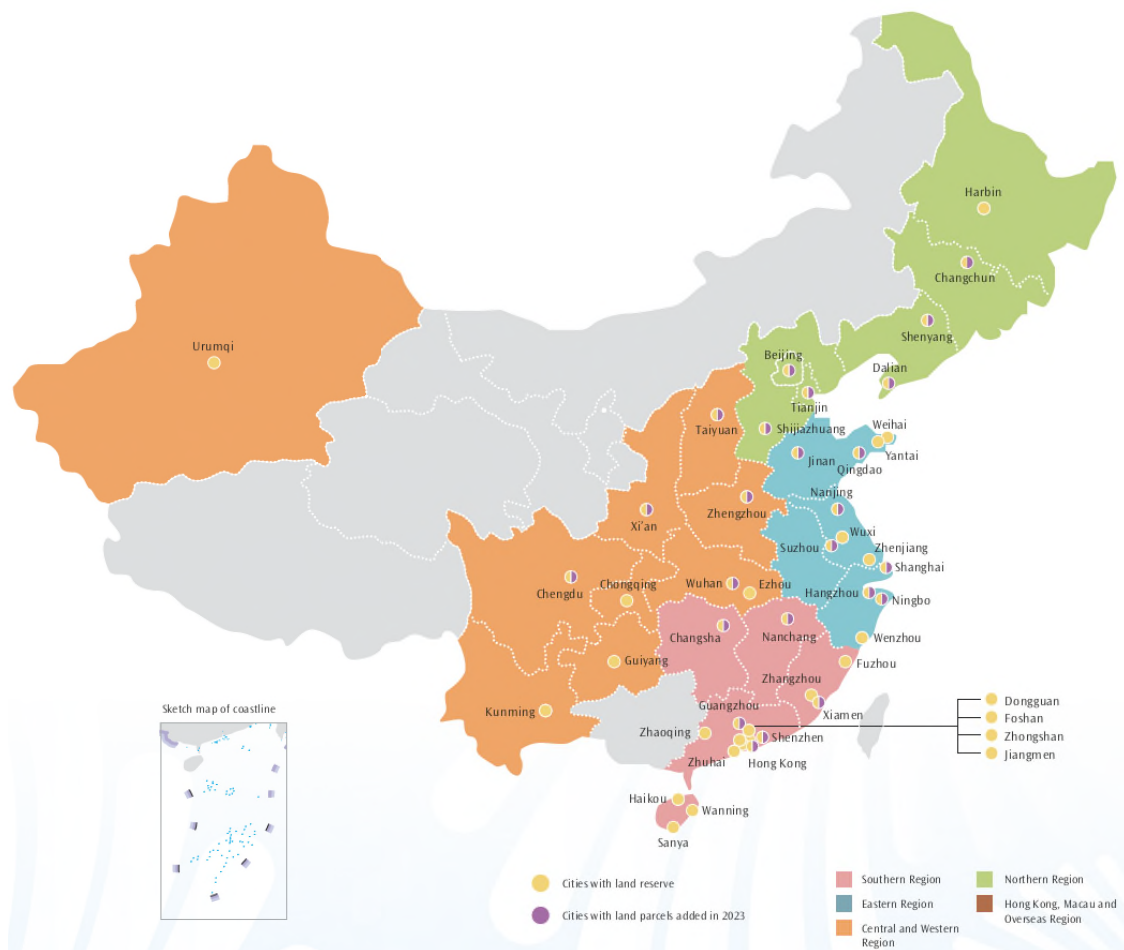 Harbin
Changchun
Shenyang
Urumqi
Beijing
Dalian
Tianjin
Taiyuan
Shijiazhuang
Weihai
Yantai
Jinan
Qingdao
Nanjing
Zhengzhou
Xi'an
Wuxi
Suzhou
Zhenjiang
Shanghai
Chengdu
Chongqing
Wuhan
Ezhou
Hangzhou
Ningbo
Changsha
Nanchang
Wenzhou
Guiyang
Fuzhou
Zhangzhou
Kunming
Guangzhou
Xiamen
Zhaoqing
Shenzhen
Zhuhai
Hong Kong
Dongguan
Foshan
Zhongshan
Jiangmen
Haikou
Wanning
Sanya
Sketch map of coastline
Cities with land reserve
Cities with land parcels added in 2023
Southern Region
Eastern Region
Central and Western
Region
Northern Region
Hong Kong, Macau and
Overseas Region